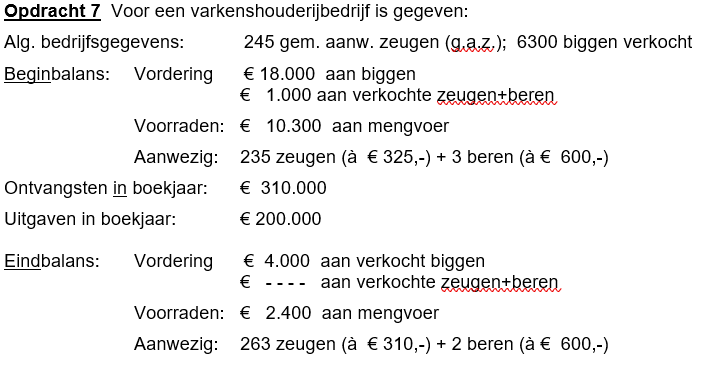 Opdracht 7 Voor een varkenshouderijbedrijf is gegeven:
Alg. bedrijfsgegevens: 245 gem. aanw. zeugen (g.a.z.); 6300 biggen verkocht
Beginbalans: Vordering € 18.000 aan biggen
€ 1.000 aan verkochte zeugen+beren
Voorraden: € 10.300 aan mengvoer
Aanwezig: 235 zeugen (à € 325,-) + 3 beren (à € 600,-)
Ontvangsten in boekjaar: € 310.000
Uitgaven in boekjaar: € 200.000
Eindbalans: Vordering € 4.000 aan verkocht biggen
€ - - - - aan verkochte zeugen+beren
Voorraden: € 2.400 aan mengvoer
Aanwezig: 263 zeugen (à € 310,-) + 2 beren (à € 600,-)